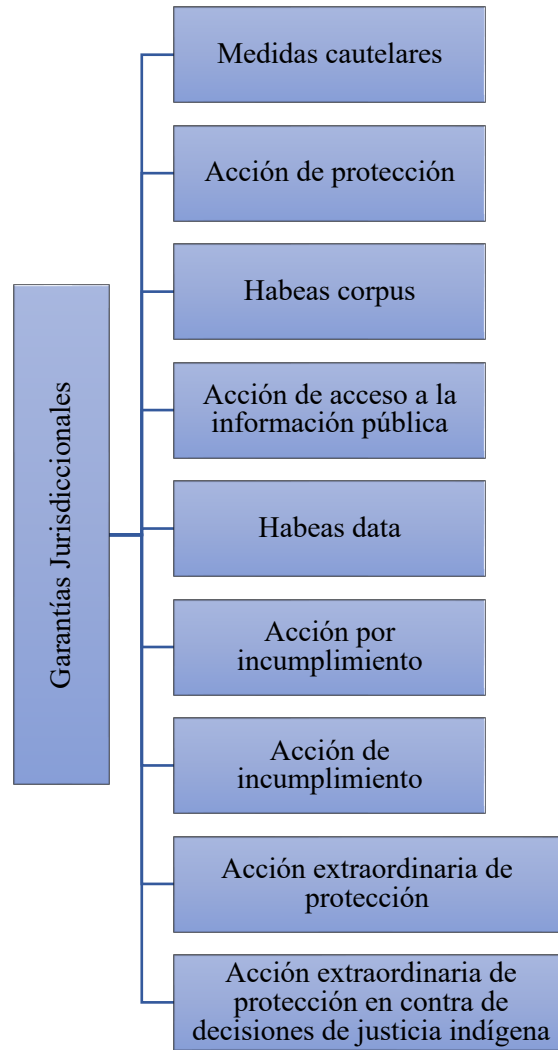 Garantías Jurisdiccionales
Medidas cautelares
Acción de protección
Habeas corpus
Acción de acceso a la
información pública
Habeas data
Acción por
incumplimiento
Acción de
incumplimiento
Acción extraordinaria de
protección
Acción extraordinaria de
protección en contra de
decisiones de justicia indígena